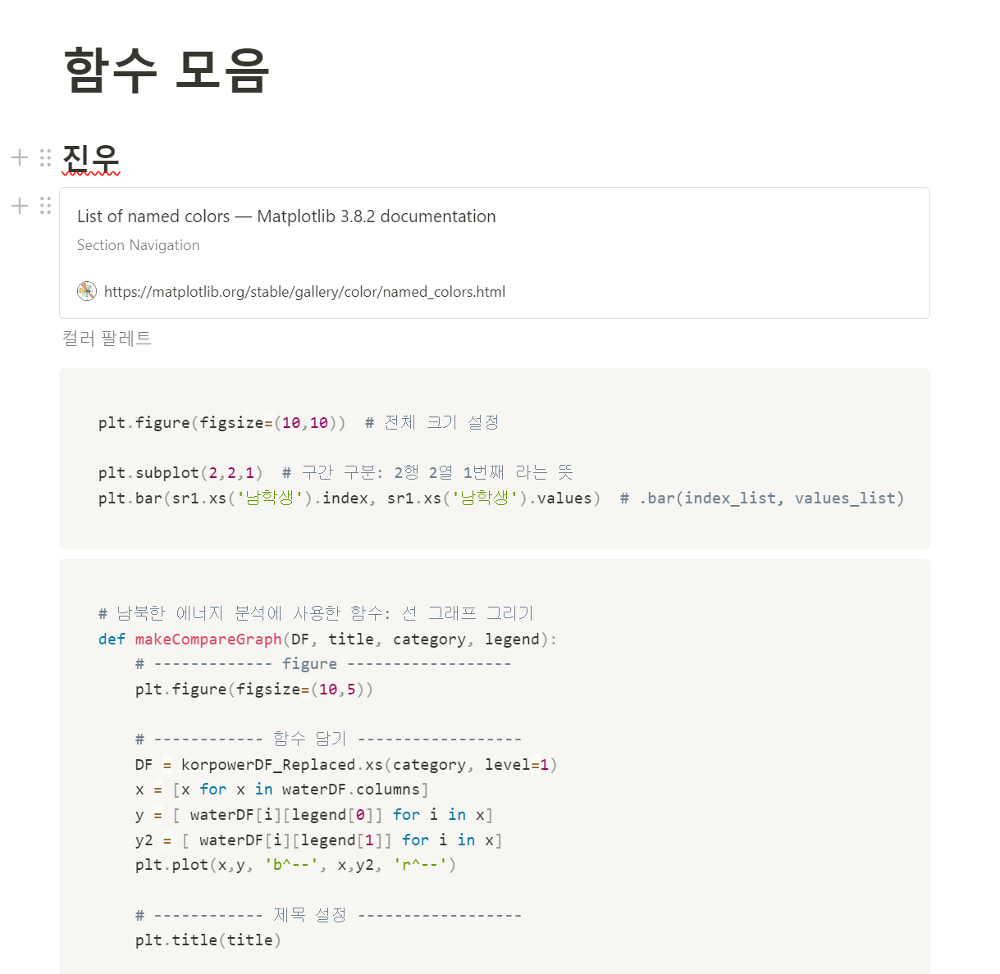 함수 모음
진우
List of named colors — Matplotlib 3.8.2 documentation
Section Navigation
https://matplotlib.org/stable/gallery/color/named_colors.html
컬러 팔레트
plt.figure(figsize=(10,10))  # 전체 크기 설정
plt.subplot(2,2,1)  # 구간 구분: 2행 2열 1번째 라는 뜻
plt.bar(sr1.xs('남학생').index, sr1.xs('남학생').values)  # .bar(index_list, values_list)
# 남북한 에너지 분석에 사용한 함수: 선 그래프 그리기
def makeCompareGraph(DF, title, category, legend):
    # ------------- figure ------------------
    plt.figure(figsize=(10,5))
    # ------------ 함수 담기 ------------------
    DF = korpowerDF_Replaced.xs(category, level=1)
    x = [x for x in waterDF.columns]
    y = [ waterDF[i][legend[0]] for i in x]
    y2 = [ waterDF[i][legend[1]] for i in x]
    plt.plot(x,y, 'b^--', x,y2, 'r^--')
    # ------------ 제목 설정 ------------------
    plt.title(title)